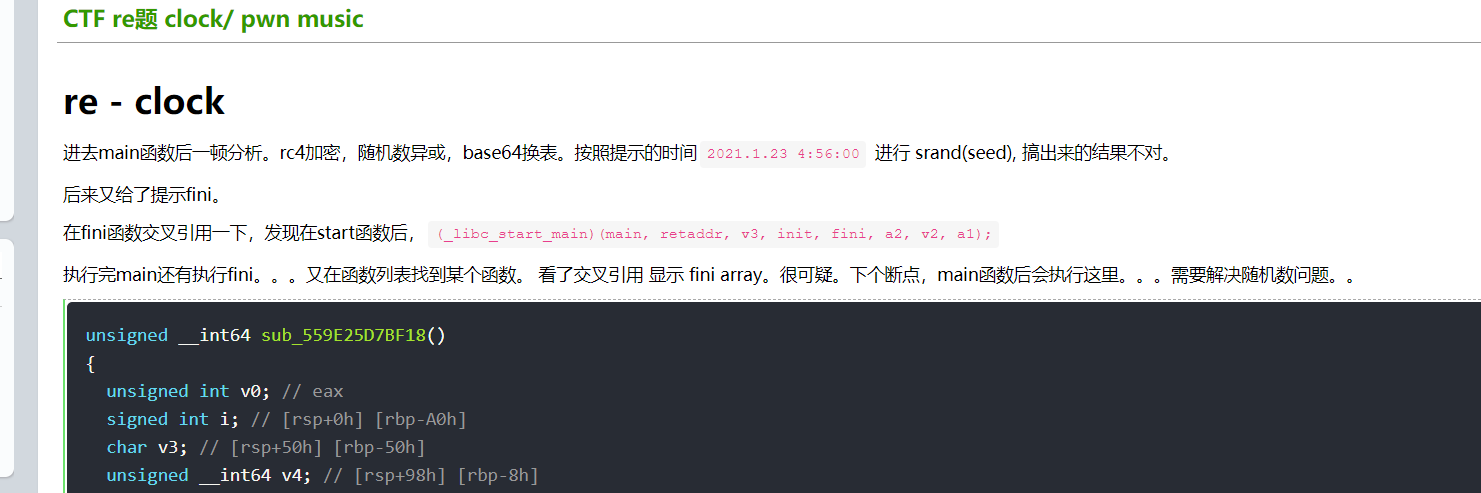 CTF re题 clock/ pwn music
re - clock
进去main函数后一顿分析。rc4加密，随机数异或，base64换表。按照提示的时间 2021.1.23 4:56:00 进行 srand(seed), 搞出来的结果不对。
后来又给了提示fini。
在fini函数交叉引用一下，发现在start函数后， (_libc_start_main)(main, retaddr, v3, init, fini, a2, v2, a1);
执行完main还有执行fini。。。又在函数列表找到某个函数。 看了交叉引用 显示 fini array。很可疑。下个断点，main函数后会执行这里。。。需要解决随机数问题。。
unsigned __int64 sub_559E25D7BF18()
{
unsigned int v0; // eax
signed int i; // [rsp+0h] [rbp-A0h]
char v3; // [rsp+50h] [rbp-50h]
unsigned __int64 v4; // [rsp+98h] [rbp-8h]